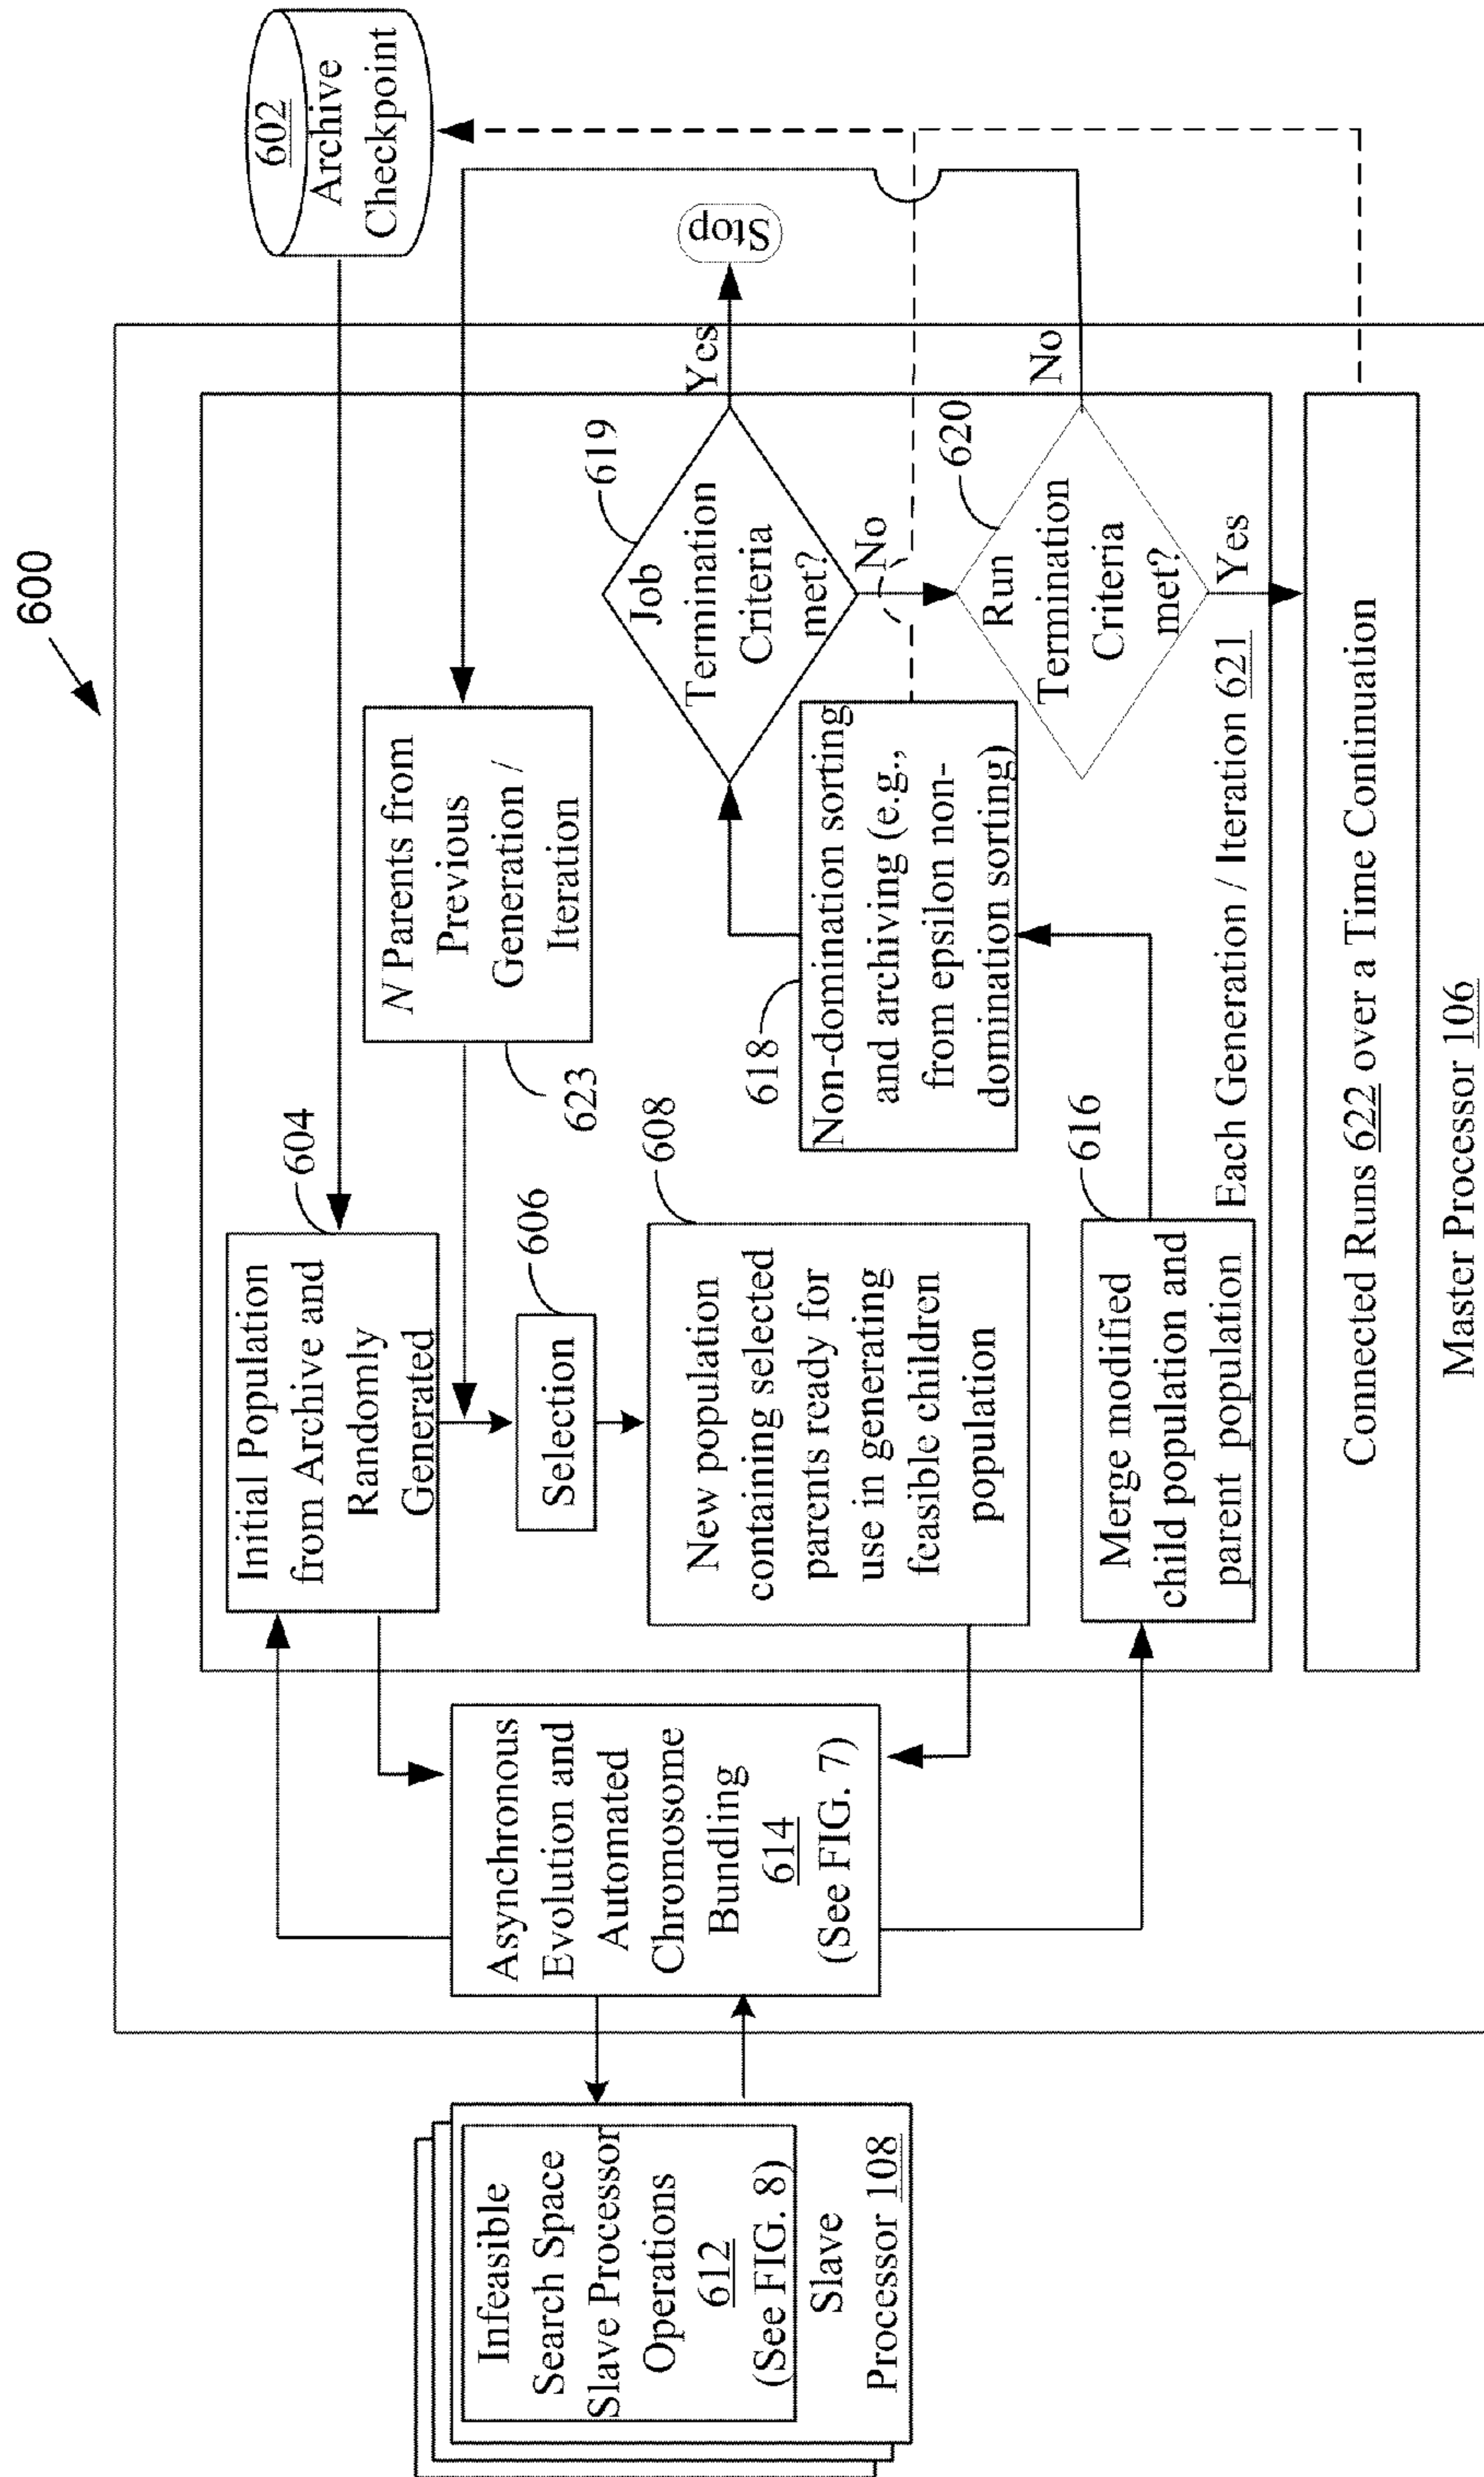 600
602
Archive
Checkpoint
604
Initial Population
from Archive and
Randomly
Generated
N Parents from
Previous
Generation /
Iteration
623
606
Selection
608
New population
containing selected
parents ready for
use in generating
feasible children
population
Infeasible
Search Space
Slave Processor
Operations
612
(See FIG. 8)
Slave
Processor 108
Asynchronous
Evolution and
Automated
Chromosome
Bundling
614
(See FIG. 7)
616
Merge modified
child population and
parent population
618
Non-domination sorting
and archiving (e.g.,
from epsilon non-
domination sorting)
619
Job
Termination
Criteria
met?
Yes
Stop
No
620
Run
Termination
Criteria
met?
No
Yes
Each Generation / Iteration 621
Connected Runs 622 over a Time Continuation
Master Processor 106